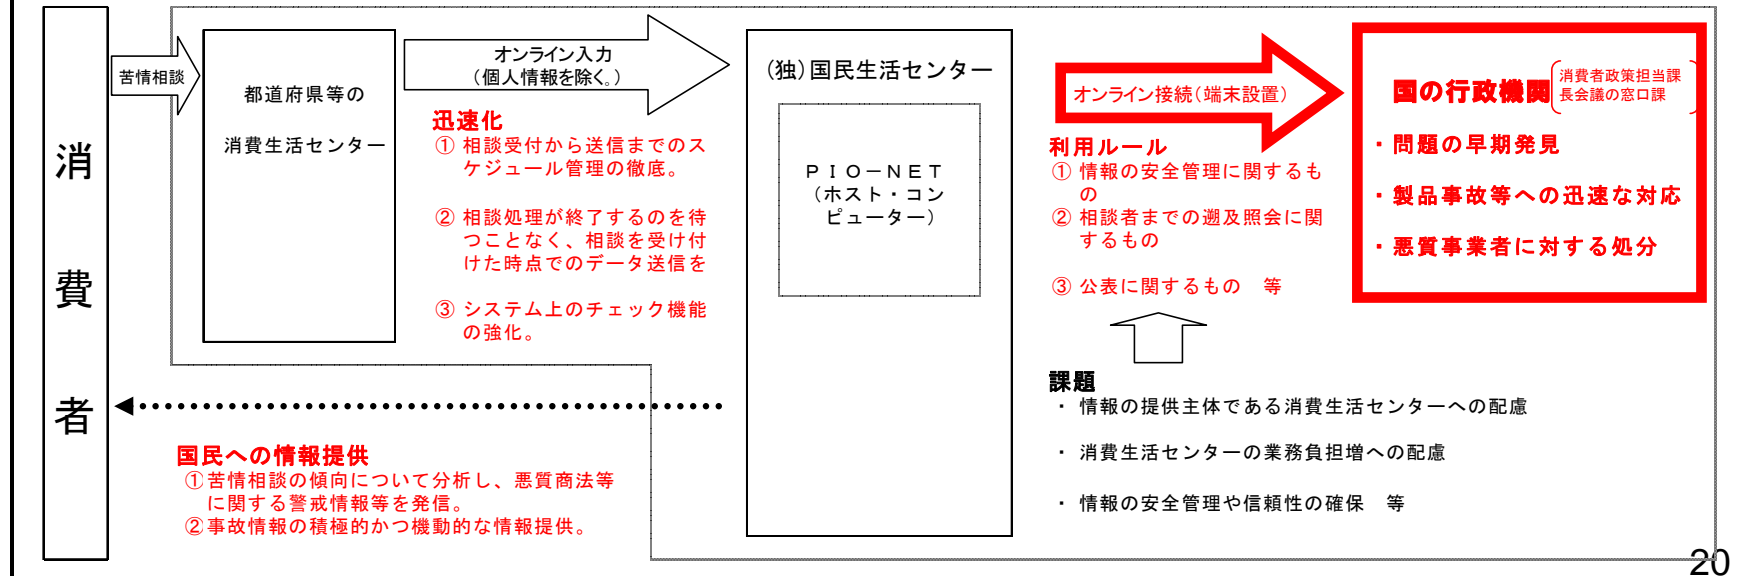 消
費
者
苦情相談
都道府県等の
消費生活センター
オンライン入力
(個人情報を除く。)
迅速化
① 相談受付から送信までのス
ケジュール管理の徹底。
② 相談処理が終了するのを待
つことなく、相談を受け付
けた時点でのデータ送信を
③ システム上のチェック機能
の強化。
(独)国民生活センター
ＰＩＯ－ＮＥＴ
(ホスト・コン
ピューター)
オンライン接続(端末設置)
利用ルール
① 情報の安全管理に関するも
の
② 相談者までの遡及照会に関
するもの
③ 公表に関するもの　等
国の行政機関
消費者政策担当課
長会議の窓口課
・問題の早期発見
・製品事故等への迅速な対応
・悪質事業者に対する処分
課題
・ 情報の提供主体である消費生活センターへの配慮
・ 消費生活センターの業務負担増への配慮
・ 情報の安全管理や信頼性の確保　等
国民への情報提供
①苦情相談の傾向について分析し、悪質商法等
に関する警戒情報等を発信。
②事故情報の積極的かつ機動的な情報提供。
20